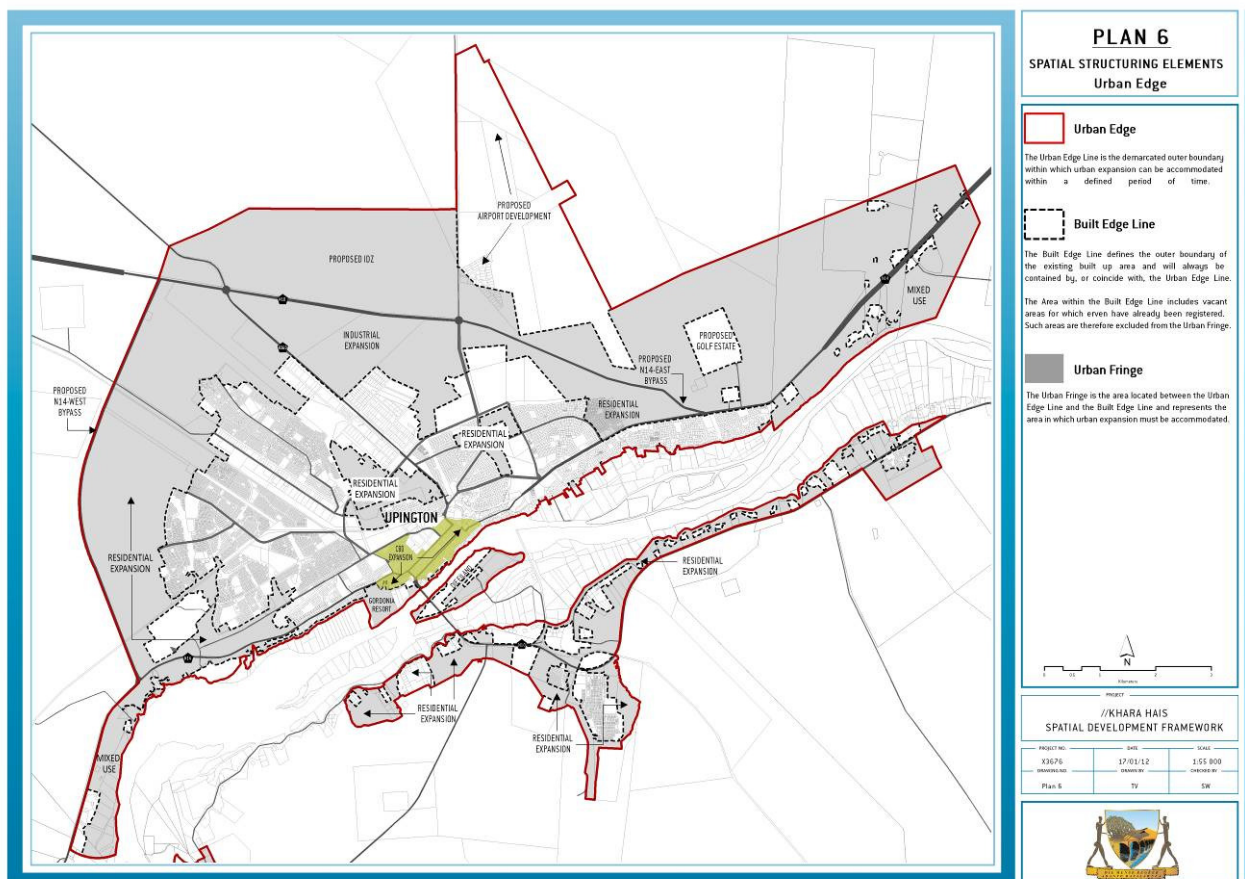 PLAN 6
SPATIAL STRUCTURING ELEMENTS
Urban Edge
Urban Edge
The Urban Edge Line is the demarcated outer boundary
within which urban expansion can be accommodated
within a defined period of time.
Built Edge Line
The Built Edge Line defines the outer boundary of
the existing built up area and will always be
contained by, or coincide with, the Urban Edge Line.
The Area within the Built Edge Line includes vacant
areas for which erven have already been registered.
Such areas are therefore excluded from the Urban Fringe.
Urban Fringe
The Urban Fringe is the area located between the Urban
Edge Line and the Built Edge Line and represents the
area in which urban expansion must be accommodated.
N
0 0.5 1 2 3
Kilometers
PROJECT
//KHARA HAIS
SPATIAL DEVELOPMENT FRAMEWORK
PROJECT NO. DATE SCALE
X3676 17/01/12 1:55 000
DRAWING NO. DRAWN BY CHECKED BY
Plan 6 TV SW
PROPOSED
AIRPORT DEVELOPMENT
PROPOSED IDZ
INDUSTRIAL
EXPANSION
MIXED
USE
PROPOSED
GOLF ESTATE
PROPOSED
N14-EAST
BYPASS
PROPOSED
N14-WEST
BYPASS
RESIDENTIAL
EXPANSION
RESIDENTIAL
EXPANSION
RESIDENTIAL
EXPANSION
UPINGTON
CBD
EXPANSION
RESIDENTIAL
EXPANSION
RESIDENTIAL
EXPANSION
GORDONIA
RESORT
RESIDENTIAL
EXPANSION
RESIDENTIAL
EXPANSION
MIXED
USE